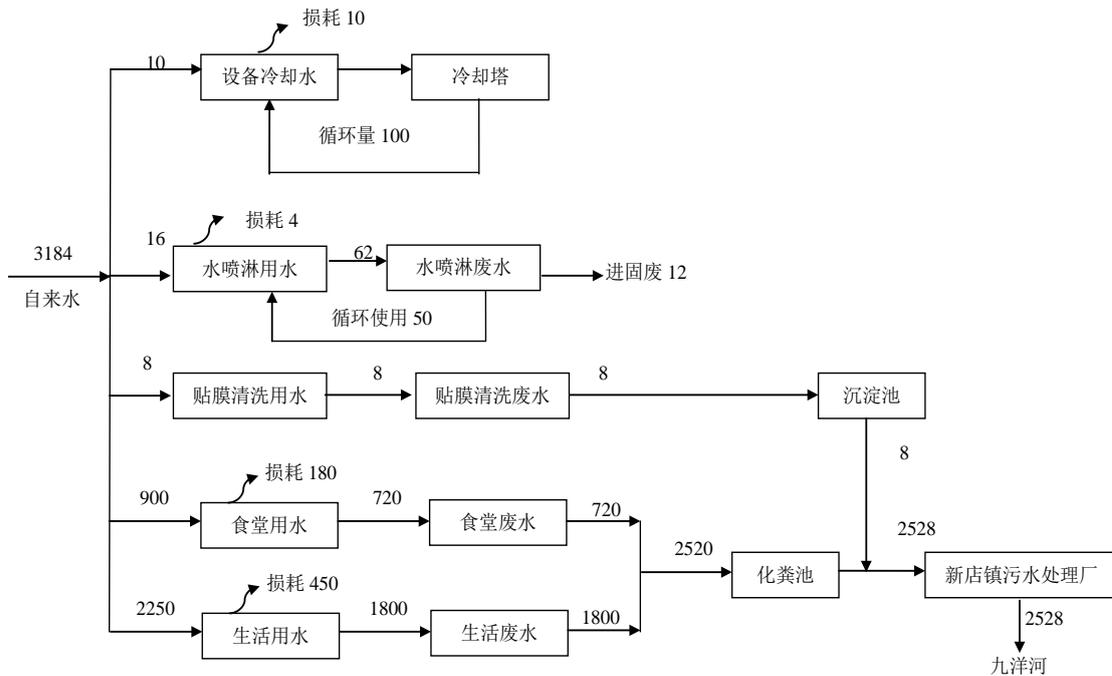 损耗 10
10
设备冷却水
冷却塔
循环量 100
损耗 4
3184
16
水喷淋用水
62
水喷淋废水
进固废 12
自来水
循环使用 50
8
贴膜清洗用水
8
贴膜清洗废水
8
沉淀池
8
损耗 180
900
食堂用水
720
食堂废水
720
2520
化粪池
2528
新店镇污水处理厂
损耗 450
2250
生活用水
1800
生活废水
1800
2528
九洋河